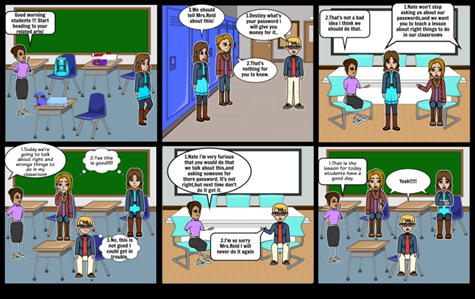 Good morning
students !! Start
heading to your
related arts!
2.We should
tell Mrs.Reid
about this!
1.Destiny what's
your password i
will give you
money for it..
2.That's
nothing for
you to know.
2.That's not a bad
idea i think we
should do that.
1.Nate won't stop
asking us about our
passwords,and we want
you to teach a lesson
about right things to do
in our classrooms
1.Today we're
going to talk
about right and
wronge things
to do in my
classroom
2.Yas this
is good!!!!
3.No, this is
not good I
could get in
trouble.
1.Nate i'm very furious
that you would do that
we talk about this,and
asking someone for
there password. It's not
right,but next time don't
do it got it.
2.I'm so sorry
Mrs.Reid I will
never do it again
1.That is the
lesson for today
students have a
good day.
Yeah!!!!!